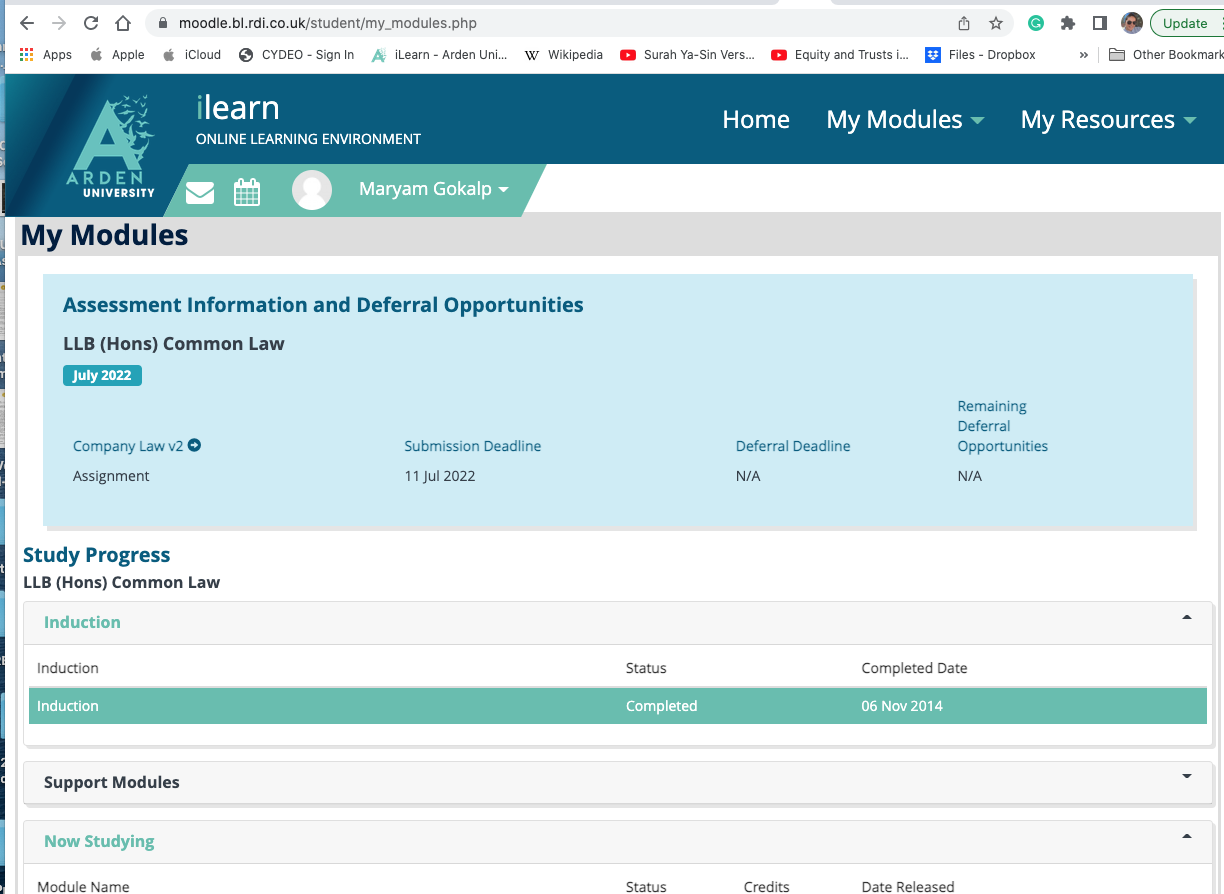 moodle.bl.rdi.co.uk/student/my_modules.php
Update
Apps Apple iCloud CYDEO - Sign In iLearn - Arden Uni... W Wikipedia Surah Ya-Sin Vers... Equity and Trusts i... Files - Dropbox » Other Bookmark
ARDEN
UNIVERSITY
ilearn
ONLINE LEARNING ENVIRONMENT
Home My Modules My Resources
Maryam Gokalp
My Modules
Assessment Information and Deferral Opportunities
LLB (Hons) Common Law
July 2022
Company Law v2 Submission Deadline Deferral Deadline Remaining
Deferral
Opportunities
Assignment 11 Jul 2022 N/A N/A
Study Progress
LLB (Hons) Common Law
Induction
Induction Status Completed Date
Induction Completed 06 Nov 2014
Support Modules
Now Studying
Module Name Status Credits Date Released